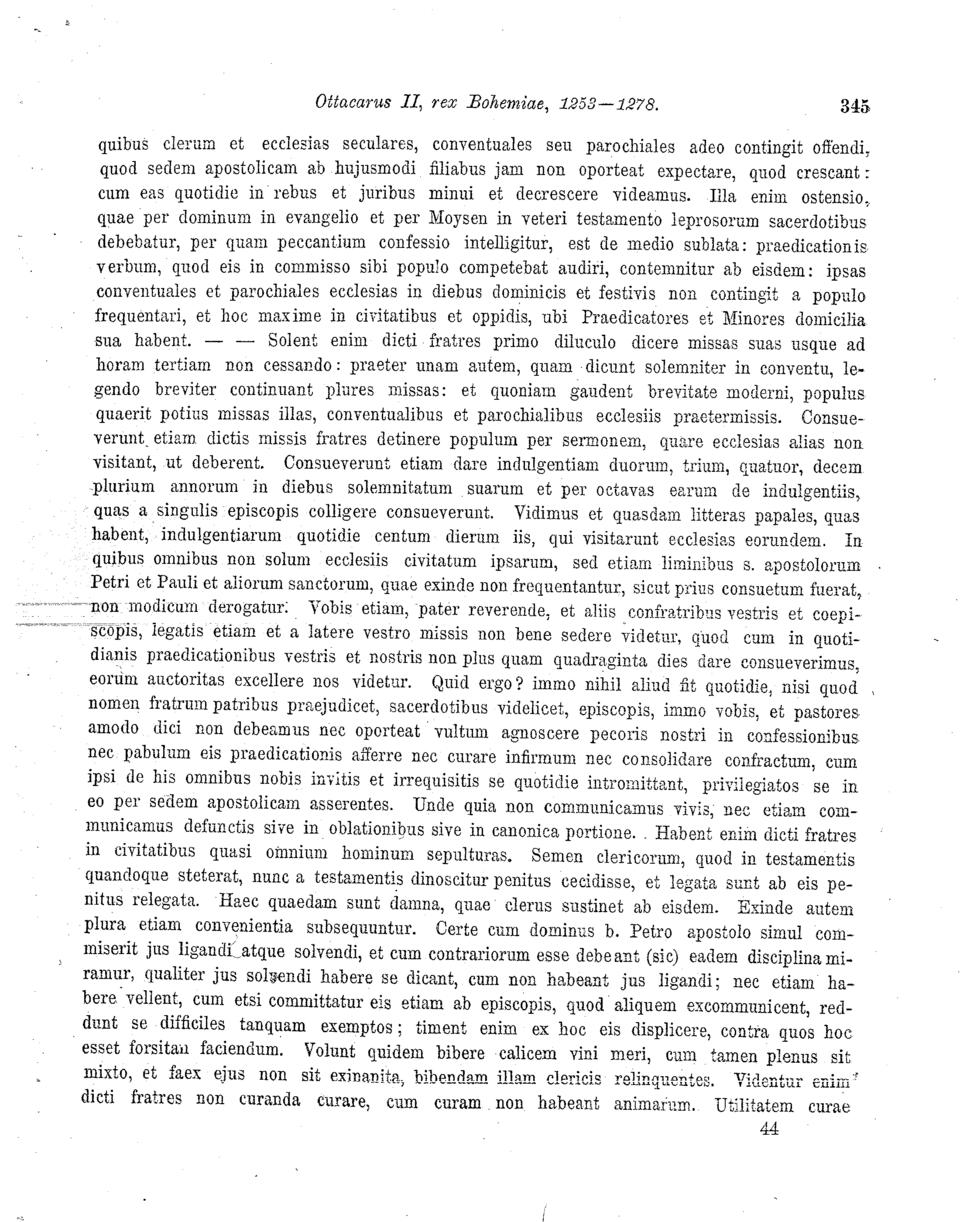 Ottacarus II, rex Bohemiae, 1253—1278. 345
quibus clerum et ecclesias seculares, conventuales seu parochiales adeo contingit offendi,
quod sedem apostolicam ab hujusmodi filiabus jam non oporteat expectare, quod crescant:
cum eas quotidie in rebus et juribus minui et decrescere videamus. Illa enim ostensio,
quae per dominum in evangelio et per Moysen in veteri testamento leprosorum sacerdotibus
debebatur, per quam peccantium confessio intelligitur, est de medio sublata: praedicationis
verbum, quod eis in commisso sibi populo competebat audiri, contemnitur ab eisdem: ipsas
conventuales et parochiales ecclesias in diebus dominicis et festivis non contingit a populo
frequentari, et hoc maxime in civitatibus et oppidis, ubi Praedicatores et Minores domicilia
sua habent. — — Solent enim dicti fratres primo diluculo dicere missas suas usque ad
horam tertiam non cessando: praeter unam autem, quam dicunt solemniter in conventu, le-
gendo breviter continuant plures missas: et quoniam gaudent brevitate moderni, populus
quaerit potius missas illas, conventualibus et parochialibus ecclesiis praetermissis. Consue-
verunt etiam dictis missis fratres detinere populum per sermonem, quare ecclesias alias non
visitant, ut deberent. Consueverunt etiam dare indulgentiam duorum, trium, quatuor, decem
plurium annorum in diebus solemnitatum suarum et per octavas earum de indulgentiis,
quas a singulis episcopis colligere consueverunt. Vidimus et quasdam litteras papales, quas
habent, indulgentiarum quotidie centum dierum iis, qui visitarunt ecclesias eorundem. In
quibus omnibus non solum ecclesiis civitatum ipsarum, sed etiam liminibus s. apostolorum
Petri et Pauli et aliorum sanctorum, quae exinde non frequentantur, sicut prius consuetum fuerat,
non modicum derogatur. Vobis etiam, pater reverende, et aliis confratribus vestris et coepi-
scopis, legatis etiam et a latere vestro missis non bene sedere videtur, quod cum in quoti-
dianis praedicationibus vestris et nostris non plus quam quadraginta dies dare consueverimus,
eorum auctoritas excellere nos videtur. Quid ergo? immo nihil aliud fit quotidie, nisi quod
nomen fratrum patribus praejudicet, sacerdotibus videlicet, episcopis, immo vobis, et pastores
amodo dici non debeamus nec oporteat vultum agnoscere pecoris nostri in confessionibus
nec pabulum eis praedicationis afferre nec curare infirmum nec consolidare confractum, cum
ipsi de his omnibus nobis invitis et irrequisitis se quotidie intromittant, privilegiatos se in
eo per sedem apostolicam asserentes. Unde quia non communicamus vivis, nec etiam com-
municamus defunctis sive in oblationibus sive in canonica portione. Habent enim dicti fratres
in civitatibus quasi omnium hominum sepulturas. Semen clericorum, quod in testamentis
quandoque steterat, nunc a testamentis dinoscitur penitus cecidisse, et legata sunt ab eis pe-
nitus relegata. Haec quaedam sunt damna, quae clerus sustinet ab eisdem. Exinde autem
plura etiam convenientia subsequuntur. Certe cum dominus b. Petro apostolo simul com-
miserit jus ligandi atque solvendi, et cum contrariorum esse debeant (sic) eadem disciplina mi-
ramur, qualiter jus solvendi habere se dicant, cum non habeant jus ligandi; nec etiam ha-
bere vellent, cum etsi committatur eis etiam ab episcopis, quod aliquem excommunicent, red-
dunt se difficiles tanquam exemptos; timent enim ex hoc eis displicere, contra quos hoc
esset forsitan faciendum. Volunt quidem bibere calicem vini meri, cum tamen plenus sit
mixto, et faex ejus non sit exinanita, bibendam illam clericis relinquentes. Videntur enim
dicti fratres non curanda curare, cum curam non habeant animarum. Utilitatem curae
44